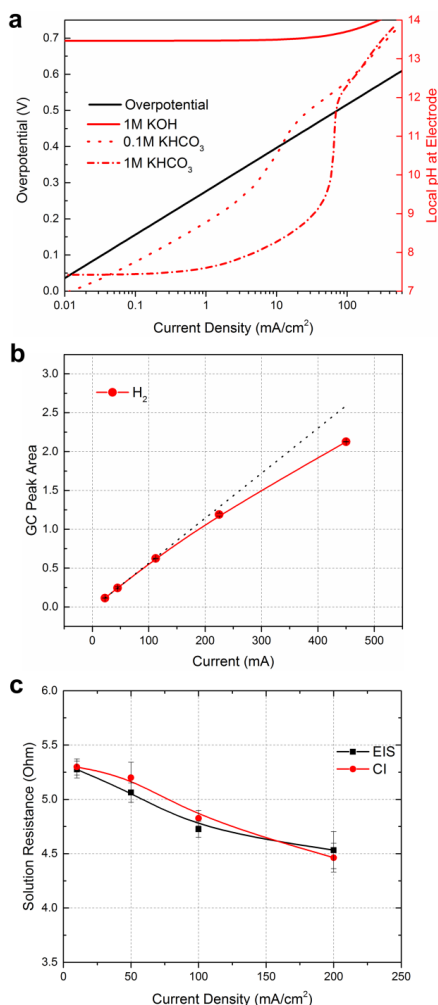 a
0.7
0.6
0.5
0.4
0.3
0.2
0.1
0.0
Overpotential (V)
Overpotential
1M KOH
0.1M KHCO₃
1M KHCO₃
14
13
12
11
10
9
8
7
Local pH at Electrode
0.01
0.1
1
10
100
Current Density (mA/cm²)
b
3.0
2.5
2.0
1.5
1.0
0.5
0.0
GC Peak Area
H₂
0
100
200
300
400
500
Current (mA)
c
6.0
5.5
5.0
4.5
4.0
3.5
Solution Resistance (Ohm)
EIS
CI
0
50
100
150
200
250
Current Density (mA/cm²)